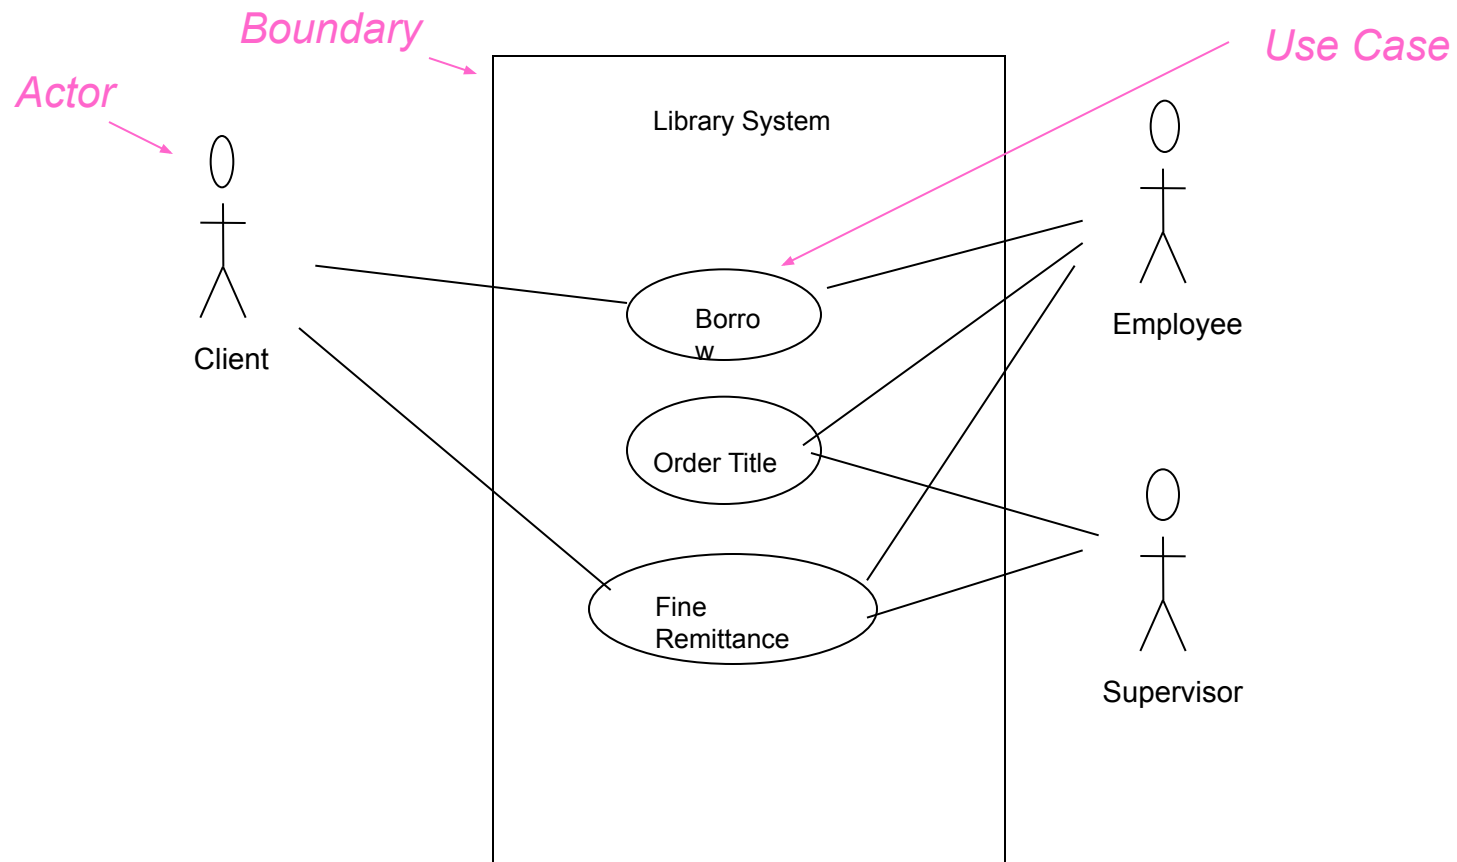 Boundary
Use Case
Actor
Library System
Borro
w
Employee
Client
Order Title
Fine
Remittance
Supervisor